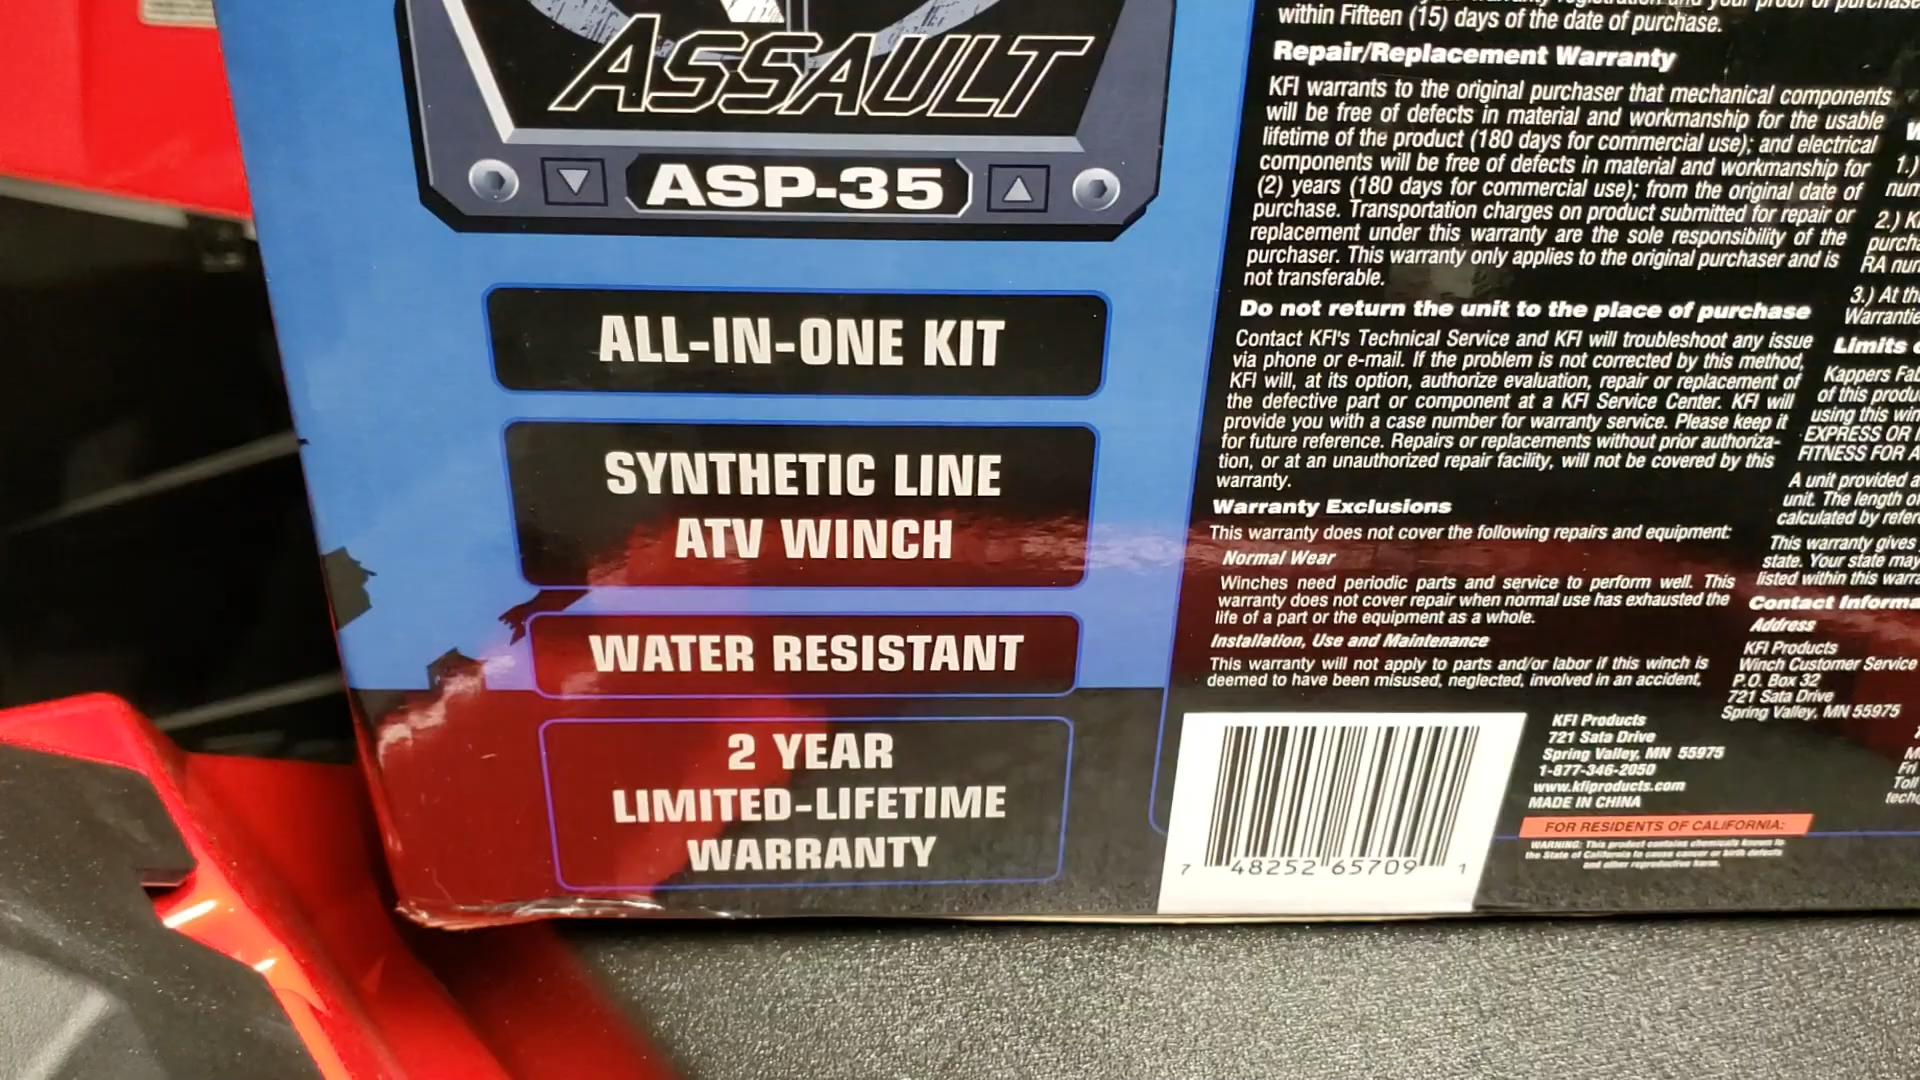 ASSAULT
ASP-35
ALL-IN-ONE KIT
SYNTHETIC LINE
ATV WINCH
WATER RESISTANT
2 YEAR
LIMITED-LIFETIME
WARRANTY
within Fifteen (15) days of the date of purchase.
Repair/Replacement Warranty
KFI warrants to the original purchaser that mechanical components
will be free of defects in material and workmanship for the usable
lifetime of the product (180 days for commercial use); and electrical
components will be free of defects in material and workmanship for
(2) years (180 days for commercial use); from the original date of
purchase. Transportation charges on product submitted for repair or
replacement under this warranty are the sole responsibility of the
purchaser. This warranty only applies to the original purchaser and is
not transferable.
Do not return the unit to the place of purchase
Contact KFI's Technical Service and KFI will troubleshoot any issue
via phone or e-mail. If the problem is not corrected by this method,
KFI will, at its option, authorize evaluation, repair or replacement of
the defective part or component at a KFI Service Center. KFI will
provide you with a case number for warranty service. Please keep it
for future reference. Repairs or replacements without prior authoriza-
tion, or at an unauthorized repair facility, will not be covered by this
warranty.
Warranty Exclusions
This warranty does not cover the following repairs and equipment:
Normal Wear
Winches need periodic parts and service to perform well. This
warranty does not cover repair when normal use has exhausted the
life of a part or the equipment as a whole.
Installation, Use and Maintenance
This warranty will not apply to parts and/or labor if this winch is
deemed to have been misused, neglected, involved in an accident,
7 48252 65709 1
KFI Products
721 Sata Drive
Spring Valley, MN 55975
1-877-346-2050
www.kfiproducts.com
MADE IN CHINA
FOR RESIDENTS OF CALIFORNIA:
WARNING: This product contains chemicals known to
the State of California to cause cancer or birth defects
and other reproductive harm.
1.)
2.)
3.) At
Limits
of this
using this
EXPRESS OR
FITNESS FOR
A unit provided
unit. The length
calculated by
This warranty gives
state. Your state may
listed within this
Contact
Address
KFI Products
Winch Customer Service
P.O. Box 32
721 Sata Drive
Spring Valley, MN 55975